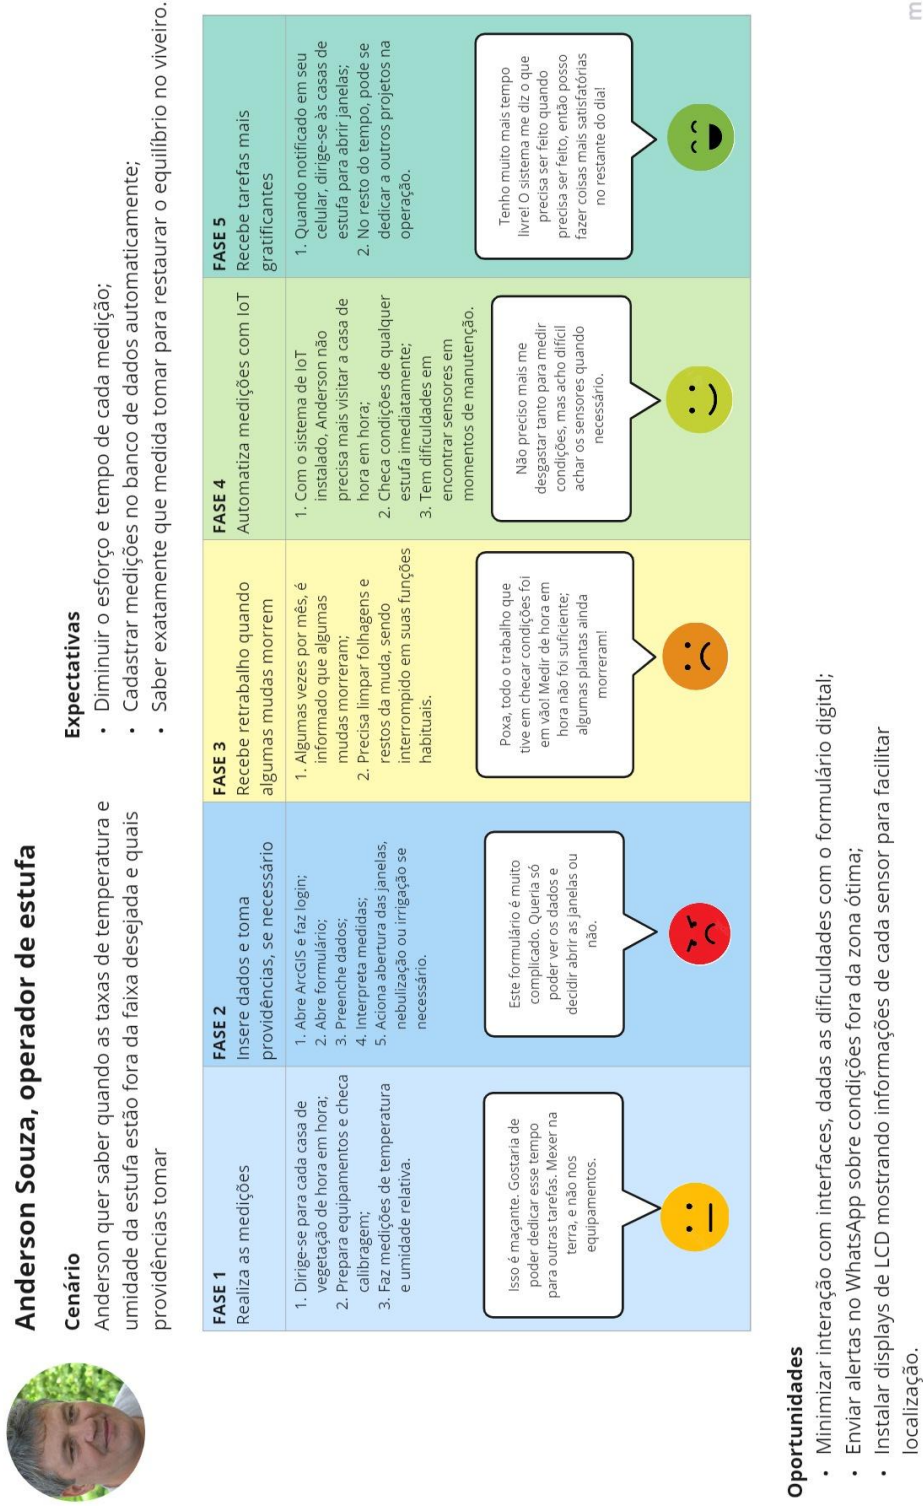 Anderson Souza, operador de estufa
Cenário
Anderson quer saber quando as taxas de temperatura e
umidade da estufa estão fora da faixa desejada e quais
providências tomar
Expectativas
• Diminuir o esforço e tempo de cada medição;
• Cadastrar medições no banco de dados automaticamente;
• Saber exatamente que medida tomar para restaurar o equilíbrio no viveiro.
FASE 1
Realiza as medições
1. Dirige-se para cada casa de
vegetação de hora em hora;
2. Prepara equipamentos e checa
calibragem;
3. Faz medições de temperatura
e umidade relativa.
Isso é maçante. Gostaria de
poder dedicar esse tempo
para outras tarefas. Mexer na
terra, e não nos
equipamentos.
FASE 2
Insere dados e toma
providências, se necessário
1. Abre ArcGIS e faz login;
2. Abre formulário;
3. Preenche dados;
4. Interpreta medidas;
5. Aciona abertura das janelas,
nebulização ou irrigação se
necessário.
Este formulário é muito
complicado. Queria só
poder ver os dados e
decidir abrir as janelas ou
não.
FASE 3
Recebe retrabalho quando
algumas mudas morrem
1. Algumas vezes por mês, é
informado que algumas
mudas morreram;
2. Precisa limpar folhagens e
restos da muda, sendo
interrompido em suas funções
habituais.
Poxa, todo o trabalho que
tive em checar condições foi
em vão! Medir de hora em
hora não foi suficiente;
algumas plantas ainda
morreram!
FASE 4
Automatiza medições com IoT
1. Com o sistema de IoT
instalado, Anderson não
precisa mais visitar a casa de
hora em hora;
2. Checa condições de qualquer
estufa imediatamente;
3. Tem dificuldades em
encontrar sensores em
momentos de manutenção.
Não preciso mais me
desgastar tanto para medir
condições, mas acho difícil
achar os sensores quando
necessário.
FASE 5
Recebe tarefas mais
gratificantes
1. Quando notificado em seu
celular, dirige-se às casas de
estufa para abrir janelas;
2. No resto do tempo, pode se
dedicar a outros projetos na
operação.
Tenho muito mais tempo
livre! O sistema me diz o que
precisa ser feito quando
precisa ser feito, então posso
fazer coisas mais satisfatórias
no restante do dia!
Oportunidades
• Minimizar interação com interfaces, dadas as dificuldades com o formulário digital;
• Enviar alertas no WhatsApp sobre condições fora da zona ótima;
• Instalar displays de LCD mostrando informações de cada sensor para facilitar
localização.